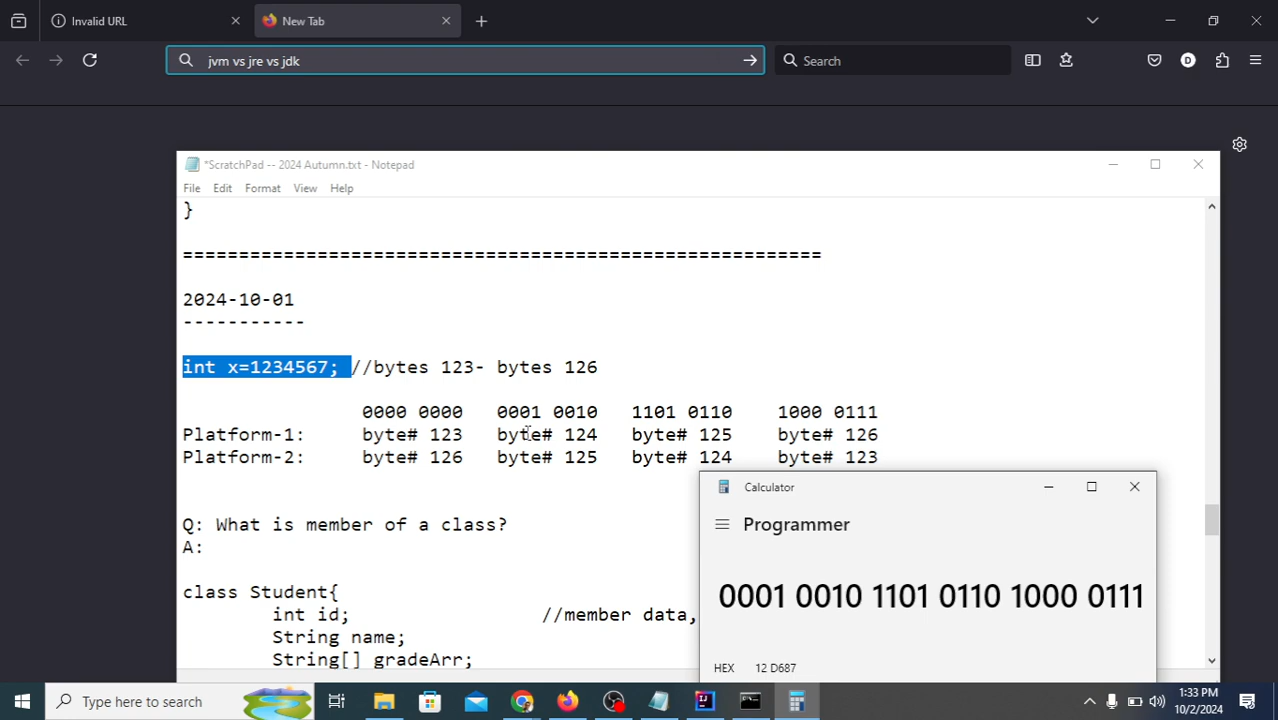 Invalid URL
New Tab
jvm vs jre vs jdk
Search
*ScratchPad -- 2024 Autumn.txt - Notepad
File Edit Format View Help
}
=========================================================
2024-10-01
-----------
int x=1234567; //bytes 123- bytes 126
0000 0000 0001 0010 1101 0110 1000 0111
Platform-1: byte# 123 byte# 124 byte# 125 byte# 126
Platform-2: byte# 126 byte# 125 byte# 124 byte# 123
Q: What is member of a class?
A:
class Student{
int id; //member data,
String name;
String[] gradeArr;
Calculator
Programmer
0001 0010 1101 0110 1000 0111
HEX 12 D687
Type here to search
1:33 PM
10/2/2024